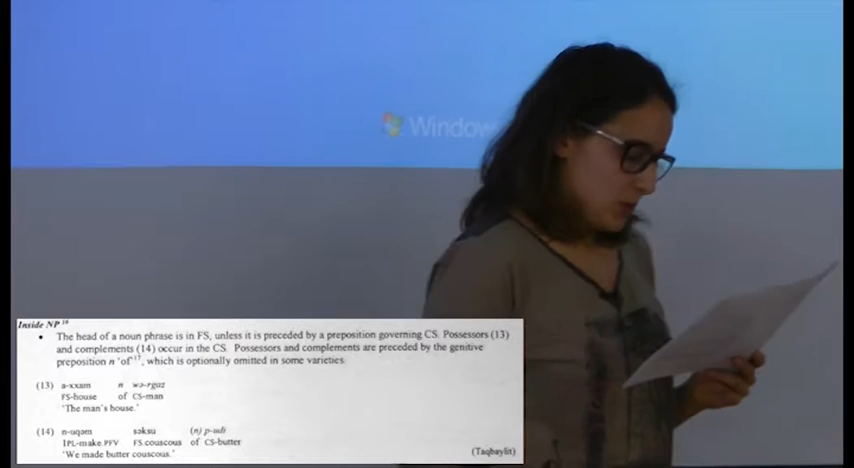 Windows
Inside NP 16
• The head of a noun phrase is in FS, unless it is preceded by a preposition governing CS. Possessors (13)
and complements (14) occur in the CS. Possessors and complements are preceded by the genitive
preposition n 'of' 17, which is optionally omitted in some varieties.
(13) a-xxam n wə-rgaz
FS-house of CS-man
'The man's house.'
(14) n-uqəm səksu (n) p-udi
1PL-make.PFV FS.couscous of CS-butter
'We made butter couscous.'
(Taqbaylit)